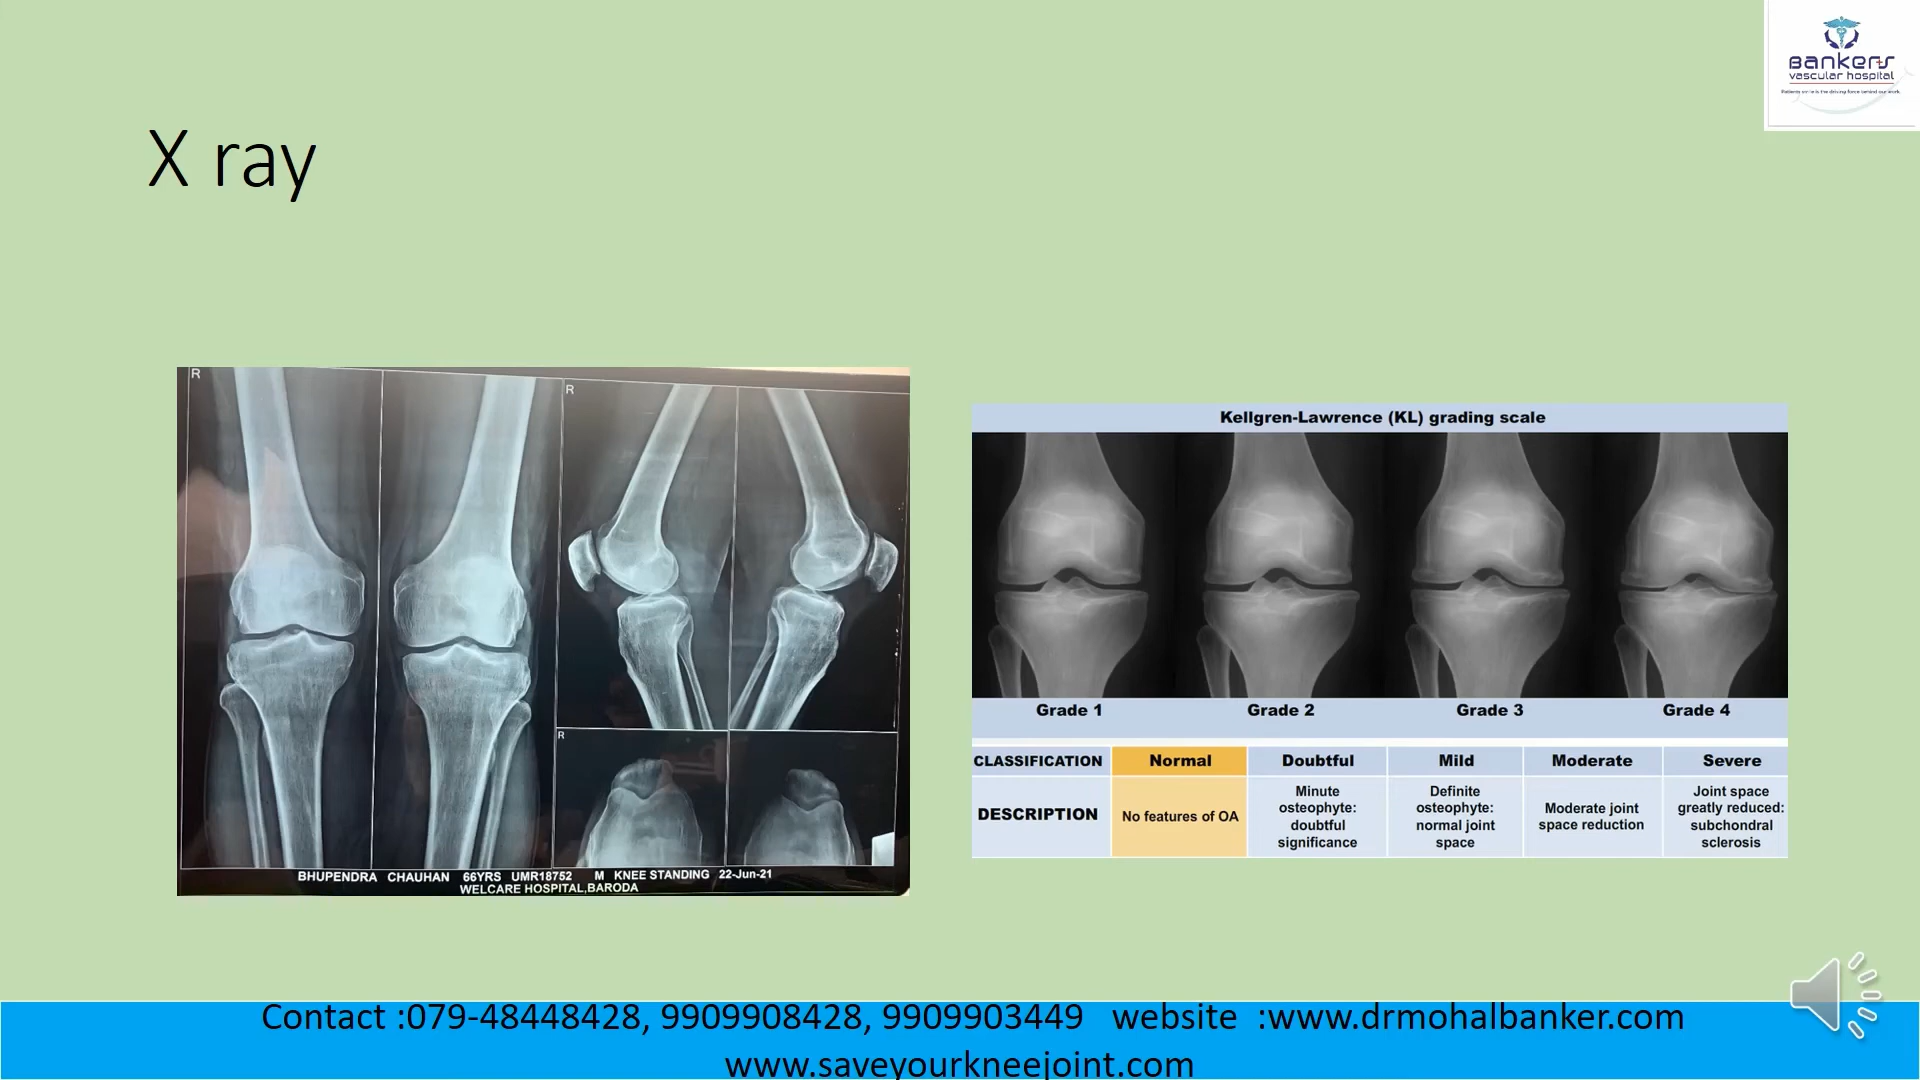 Bankers
vascular hospital
X ray
R
R
R
BHUPENDRA CHAUHAN 66YRS UMR18752 M KNEE STANDING 22-Jun-21
WELCARE HOSPITAL,BARODA
Kellgren-Lawrence (KL) grading scale
Grade 1 Grade 2 Grade 3 Grade 4
CLASSIFICATION Normal Doubtful Mild Moderate Severe
DESCRIPTION
No features of OA
Minute
osteophyte:
doubtful
significance
Definite
osteophyte:
normal joint
space
Moderate joint
space reduction
Joint space
greatly reduced:
subchondral
sclerosis
Contact :079-48448428, 9909908428, 9909903449 website :www.drmohalbanker.com
www.saveyourkneejoint.com